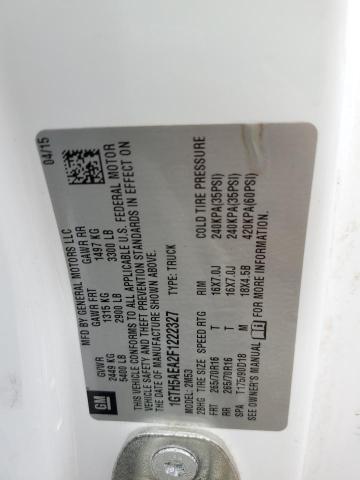 GM
MFD BY GENERAL MOTORS LLC
04/15
GVWR GAWR FRT GAWR RR
2449 KG 1315 KG 1497 KG
5400 LB 2900 LB 3300 LB
THIS VEHICLE CONFORMS TO ALL APPLICABLE U.S. FEDERAL MOTOR
VEHICLE SAFETY AND THEFT PREVENTION STANDARDS IN EFFECT ON
THE DATE OF MANUFACTURE SHOWN ABOVE.
1GTH5AEA2F1222327 TYPE: TRUCK
MODEL: 2M53
2BHG TIRE SIZE SPEED RTG RIM COLD TIRE PRESSURE
FRT 265/70R16 T 16X7.0J 240KPA(35PSI)
RR 265/70R16 T 16X7.0J 240KPA(35PSI)
SPA T175/90D18 M 18X4.5B 420KPA(60PSI)
SEE OWNER'S MANUAL FOR MORE INFORMATION.